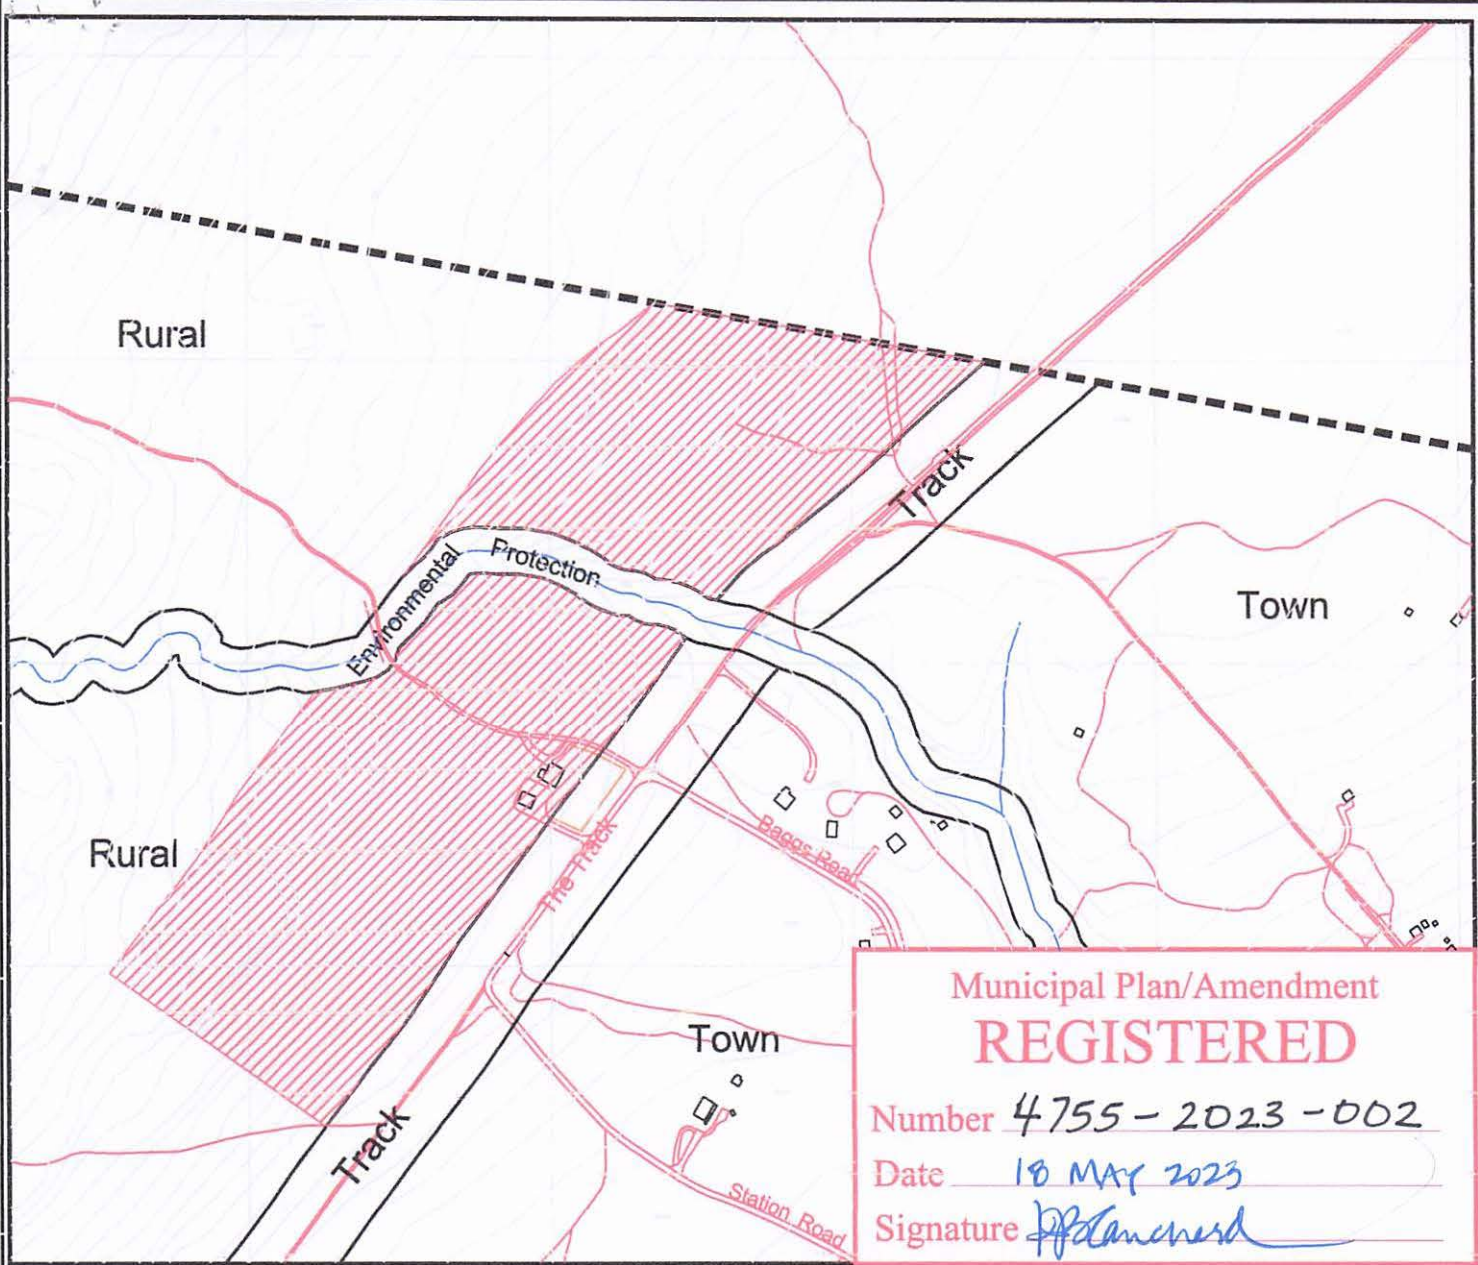 Rural
Track
Environmental
Protection
Town
Baggs Road
The Track
Rural
Town
Track
Station Road
Municipal Plan/Amendment
REGISTERED
Number 4755-2023-002
Date 18 MAY 2023
Signature